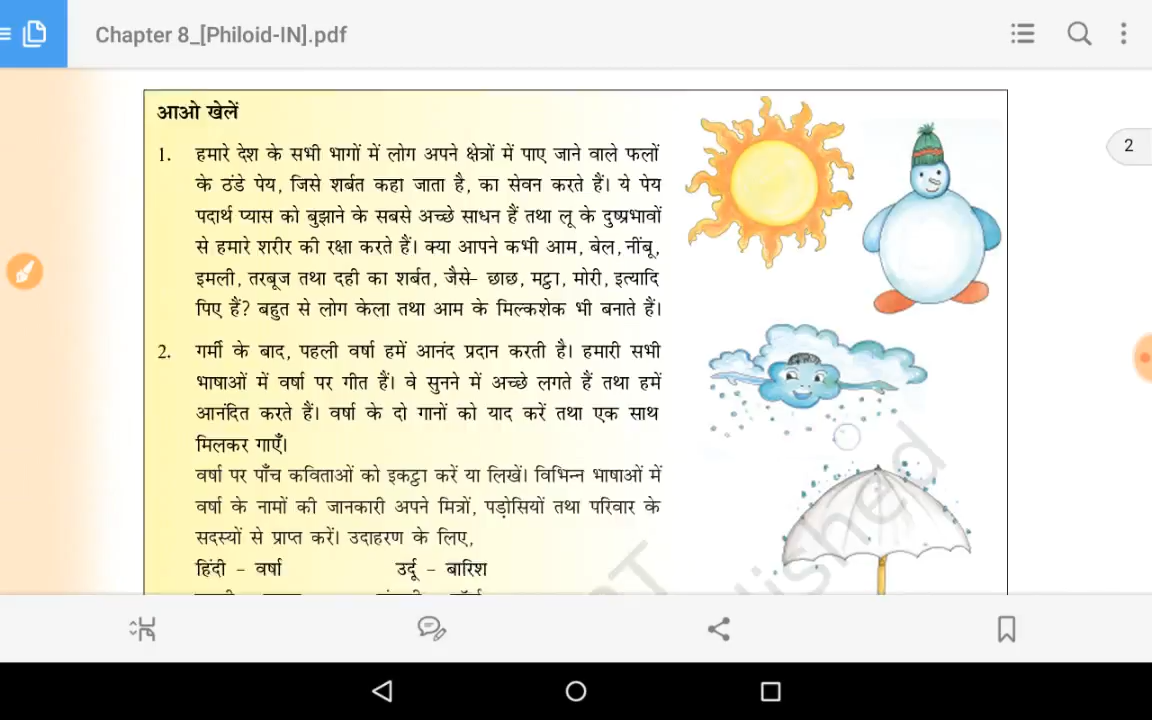 Chapter 8_[Philoid-IN].pdf
2
आओ खेलें
1. हमारे देश के सभी भागों में लोग अपने क्षेत्रों में पाए जाने वाले फलों
के ठंडे पेय, जिसे शर्बत कहा जाता है, का सेवन करते हैं। ये पेय
पदार्थ प्यास को बुझाने के सबसे अच्छे साधन हैं तथा लू के दुष्प्रभावों
से हमारे शरीर की रक्षा करते हैं। क्या आपने कभी आम, बेल, नींबू,
इमली, तरबूज तथा दही का शर्बत, जैसे– छाछ, मट्ठा, मोरी, इत्यादि
पिए हैं? बहुत से लोग केला तथा आम के मिल्कशेक भी बनाते हैं।
2. गर्मी के बाद, पहली वर्षा हमें आनंद प्रदान करती है। हमारी सभी
भाषाओं में वर्षा पर गीत हैं। वे सुनने में अच्छे लगते हैं तथा हमें
आनंदित करते हैं। वर्षा के दो गानों को याद करें तथा एक साथ
मिलकर गाएँ।
वर्षा पर पाँच कविताओं को इकट्ठा करें या लिखें। विभिन्न भाषाओं में
वर्षा के नामों की जानकारी अपने मित्रों, पड़ोसियों तथा परिवार के
सदस्यों से प्राप्त करें। उदाहरण के लिए,
हिंदी – वर्षा उर्दू – बारिश